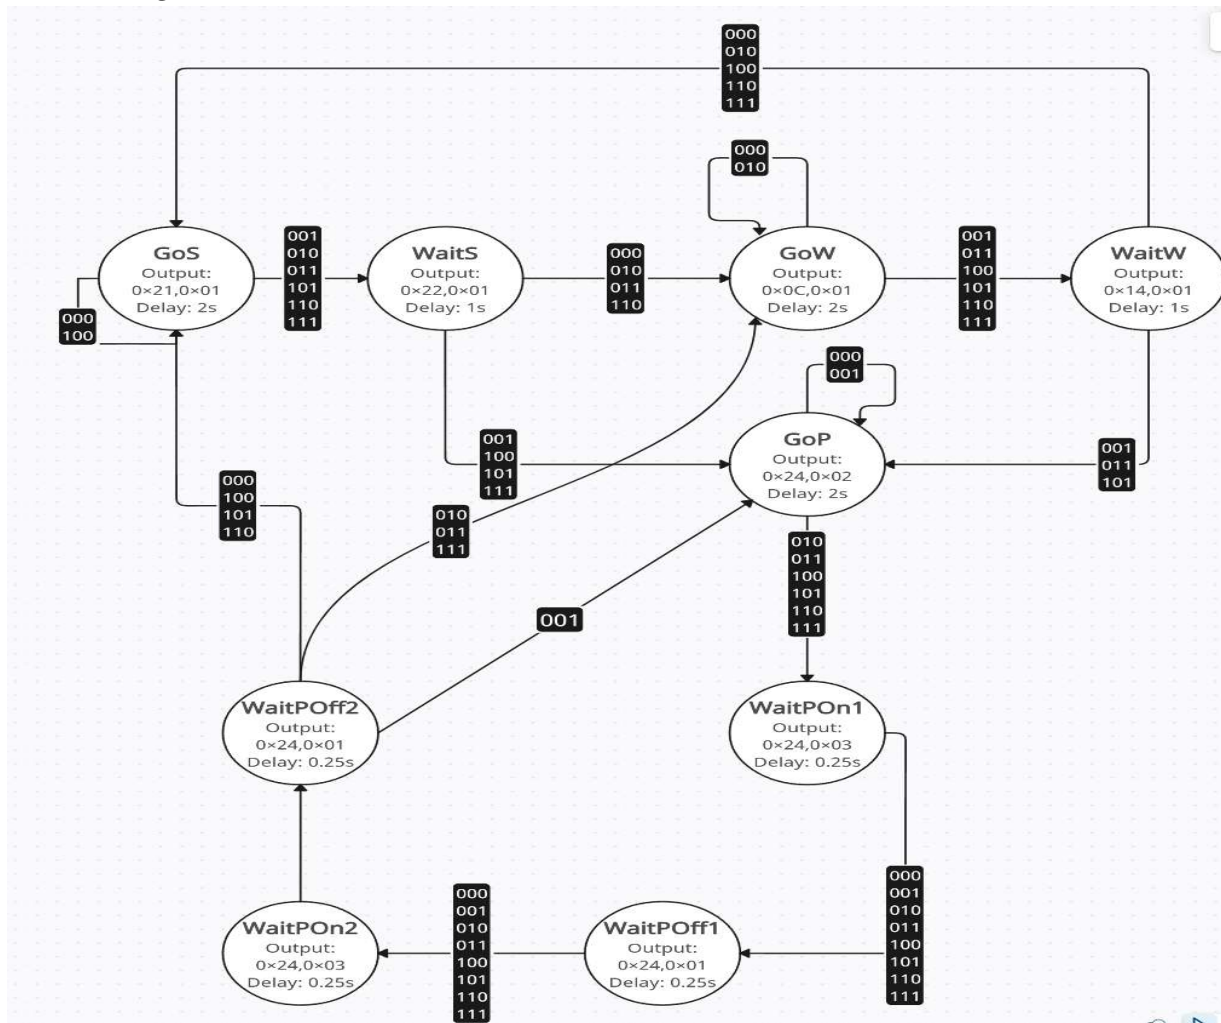 000
010
100
110
111
000
010
GoS
Output:
0×21,0×01
Delay: 2s
001
010
011
101
110
111
WaitS
Output:
0×22,0×01
Delay: 1s
000
010
011
110
GoW
Output:
0×0C,0×01
Delay: 2s
001
011
100
101
110
111
WaitW
Output:
0×14,0×01
Delay: 1s
000
100
000
001
GoP
Output:
0×24,0×02
Delay: 2s
001
100
101
111
001
011
101
000
100
101
110
010
011
111
010
011
100
101
110
111
001
WaitPOff2
Output:
0×24,0×01
Delay: 0.25s
WaitPOn1
Output:
0×24,0×03
Delay: 0.25s
WaitPOn2
Output:
0×24,0×03
Delay: 0.25s
000
001
010
011
100
101
110
111
WaitPOff1
Output:
0×24,0×01
Delay: 0.25s
000
001
010
011
100
101
110
111